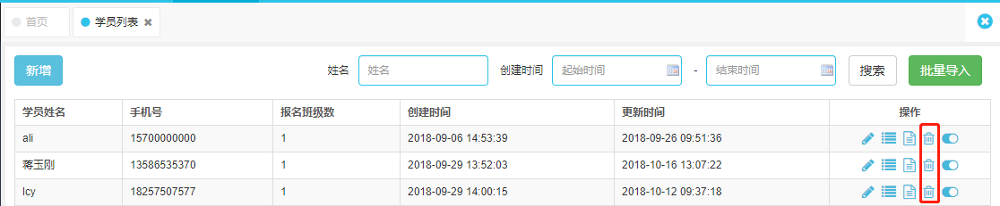 首页 学员列表
新增 姓名 姓名 创建时间 起始时间 - 结束时间 搜索 批量导入
学员姓名 手机号 报名班级数 创建时间 更新时间 操作
ali 15700000000 1 2018-09-06 14:53:39 2018-09-26 09:51:36
蒋玉刚 13586535370 1 2018-09-29 13:52:03 2018-10-16 13:07:22
lcy 18257507577 1 2018-09-29 14:00:15 2018-10-12 09:37:18